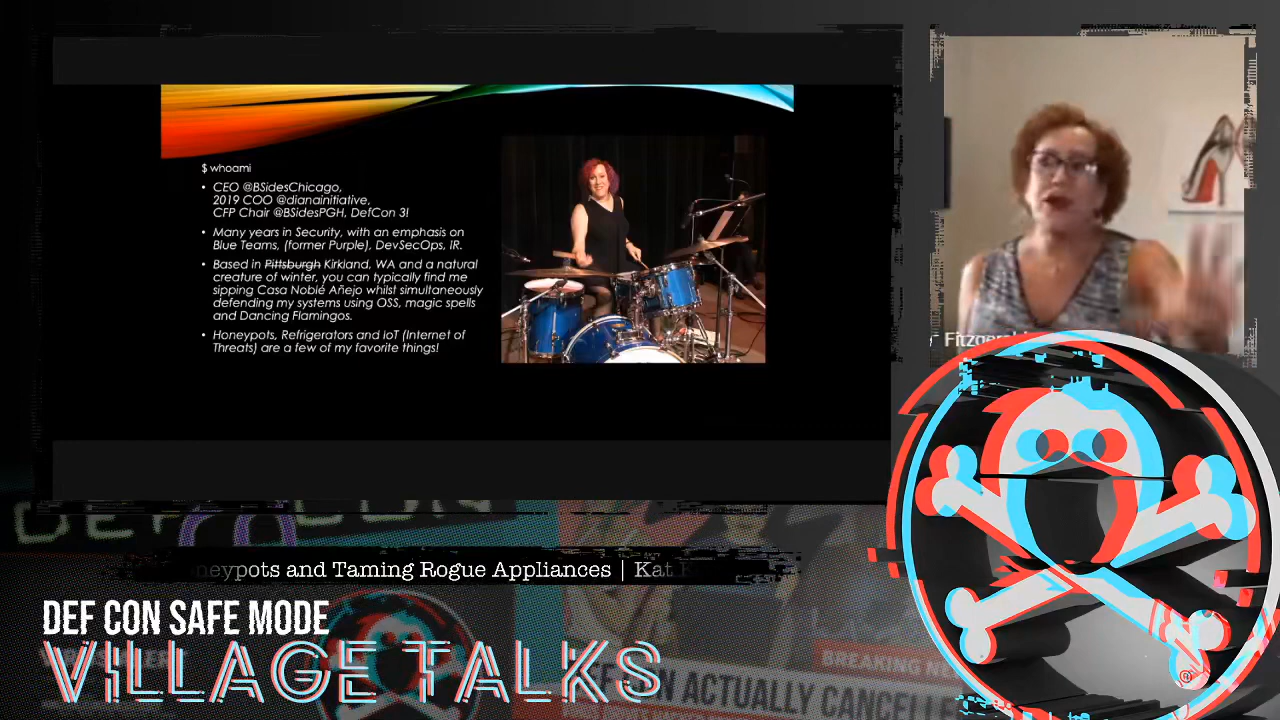 $ whoami
• CEO @BSidesChicago,
2019 COO @dianainitiative,
CFP Chair @BSidesPGH, DefCon 3!
• Many years in Security, with an emphasis on
Blue Teams, (former Purple), DevSecOps, IR.
• Based in Pittsburgh Kirkland, WA and a natural
creature of winter, you can typically find me
sipping Casa Noblé Añejo whilst simultaneously
defending my systems using OSS, magic spells
and Dancing Flamingos.
• Honeypots, Refrigerators and IoT (Internet of
Threats) are a few of my favorite things!
DEF CON
neypots and Taming Rogue Appliances | Kat
DEF CON SAFE MODE
VILLAGE TALKS
BREAKING
ACTUALLY
®